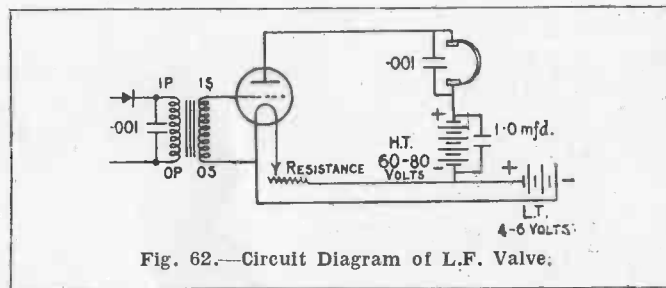 ·001
1P
1S
·001
OP
OS
RESISTANCE
H.T.
60-80
VOLTS
+
-
1·0 mfd.
+
-
L.T.
4-6 VOLTS.
Fig. 62.—Circuit Diagram of L.F. Valve.